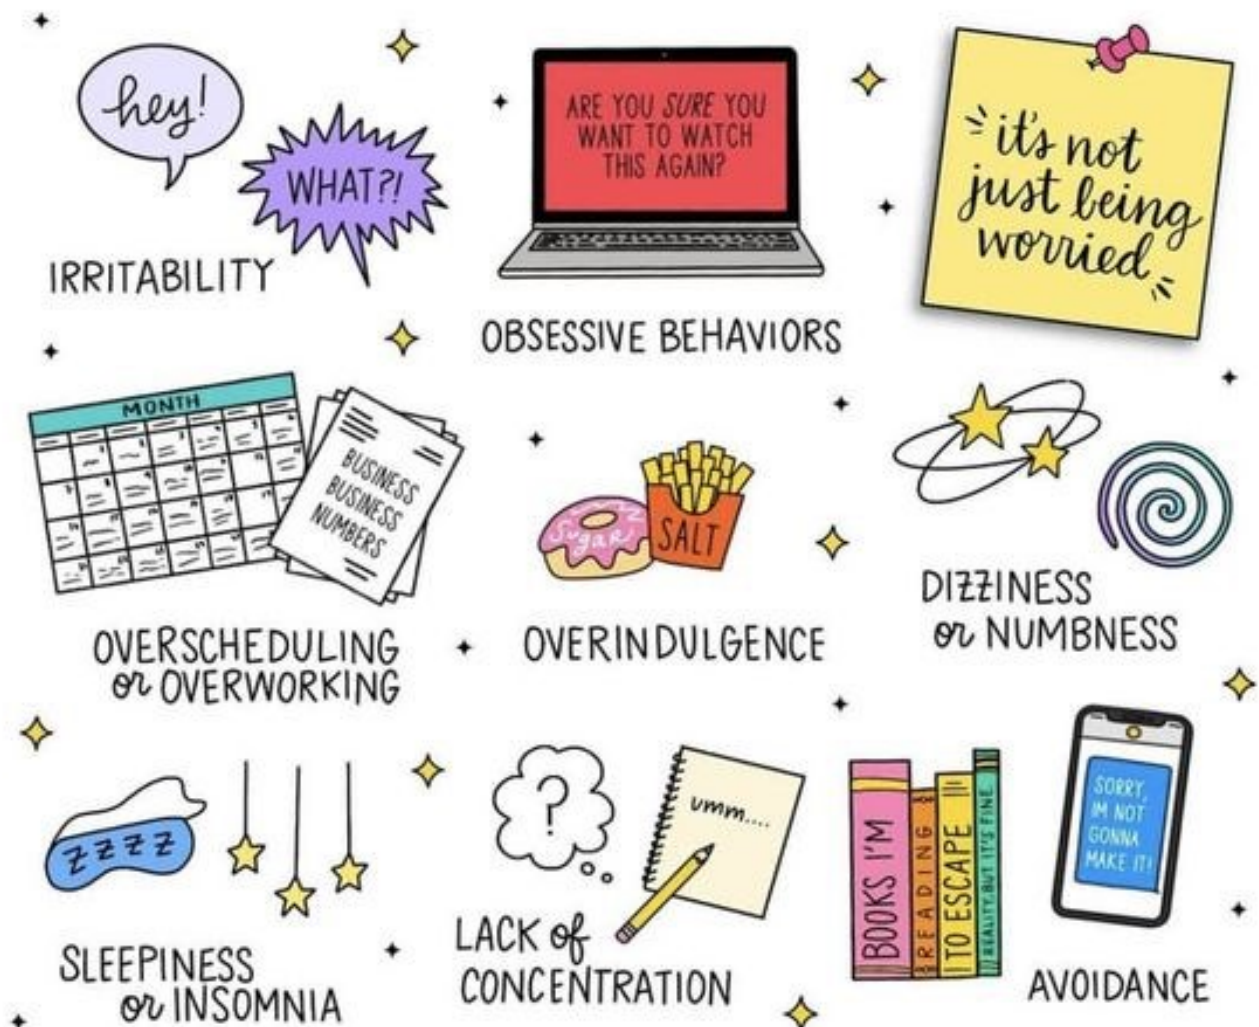 hey!
WHAT?!
IRRITABILITY
ARE YOU SURE YOU
WANT TO WATCH
THIS AGAIN?
OBSESSIVE BEHAVIORS
it's not
just being
worried
MONTH
BUSINESS
BUSINESS
NUMBERS
OVERSCHEDULING
or OVERWORKING
Sugar
SALT
OVERINDULGENCE
DIZZINESS
or NUMBNESS
ZZZZ
SLEEPINESS
or INSOMNIA
?
umm....
LACK of
CONCENTRATION
BOOKS I'M
READING
TO ESCAPE
REALITY, BUT IT'S FINE
SORRY,
IM NOT
GONNA
MAKE IT!
AVOIDANCE